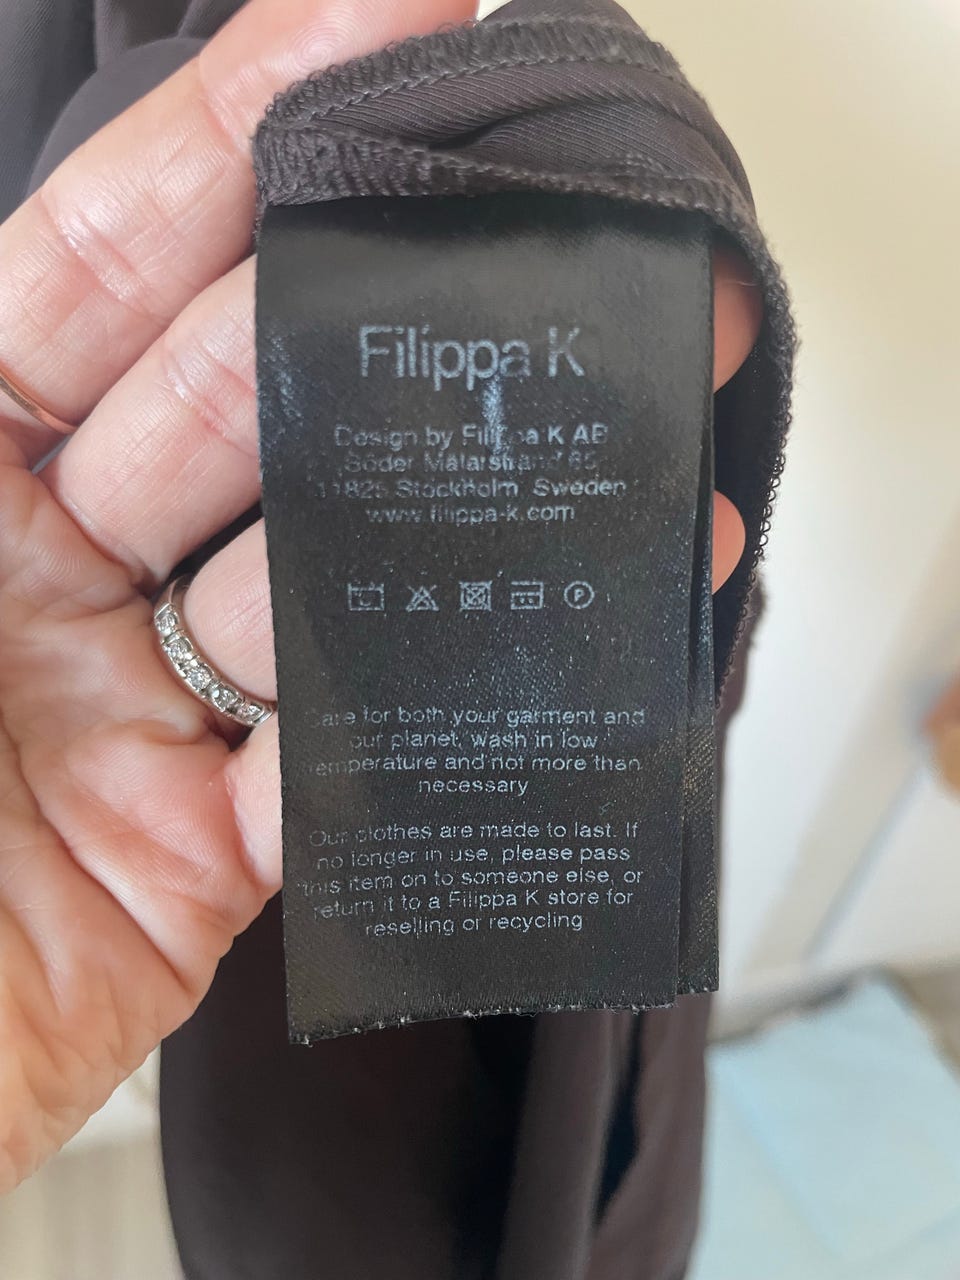 Filippa K
Design by Filippa K AB
Söder Mälarstrand 65
11825 Stockholm Sweden
www.filippa-k.com
P
Care for both your garment and
our planet, wash in low
temperature and not more than
necessary
Our clothes are made to last. If
no longer in use, please pass
this item on to someone else, or
return it to a Filippa K store for
reselling or recycling